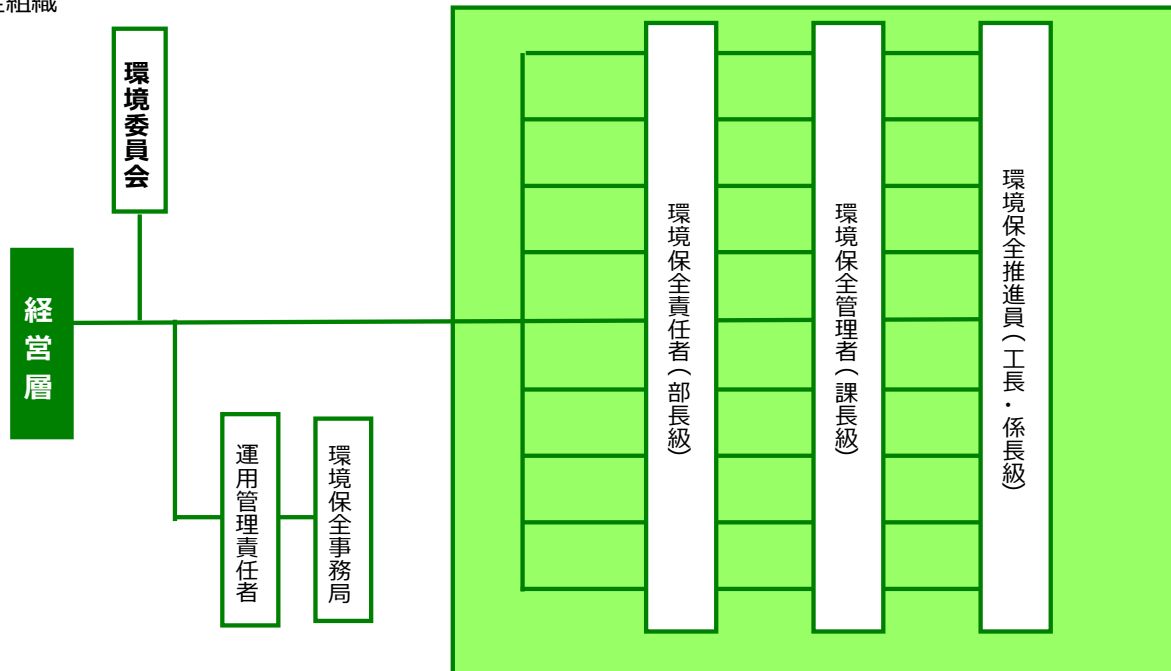 組織
環境委員会
経営層
運用管理責任者
環境保全事務局
環境保全責任者(部長級)
環境保全管理者(課長級)
環境保全推進員(工長・係長級)